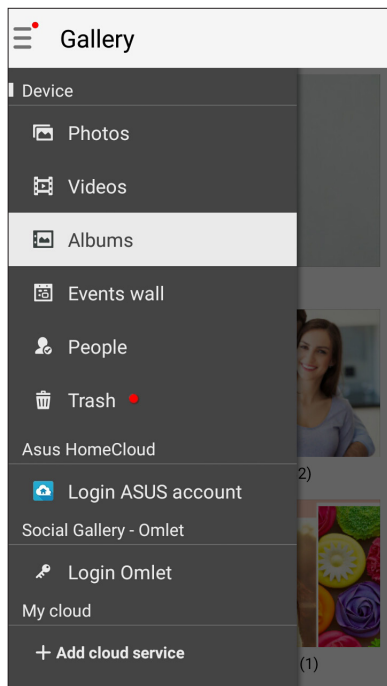 Gallery
Device
Photos
Videos
Albums
Events wall
People
Trash
Asus HomeCloud
Login ASUS account
2)
Social Gallery - Omlet
Login Omlet
My cloud
+ Add cloud service
(1)